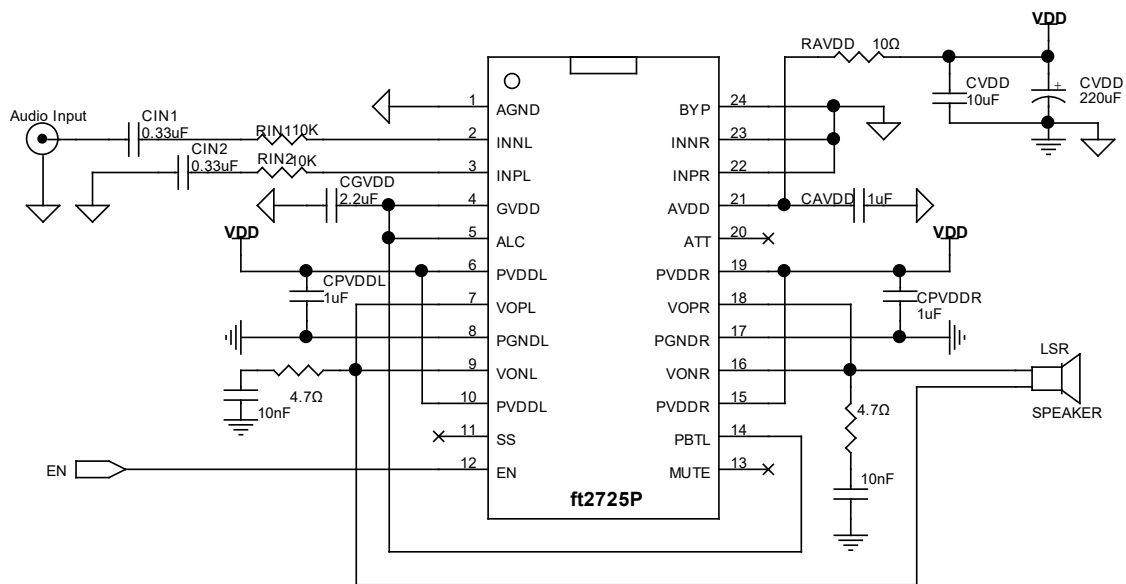 VDD
RAVDD 10Ω
CVDD
10uF
CVDD
220uF
+
Audio Input
CIN1
0.33uF
RIN110K
CIN2
0.33uF
RIN210K
CGVDD
2.2uF
1 AGND
2 INNL
3 INPL
4 GVDD
5 ALC
6 PVDDL
7 VOPL
8 PGNDL
9 VONL
10 PVDDL
11 SS
12 EN
BYP 24
INNR 23
INPR 22
AVDD 21
ATT 20
PVDDR 19
VOPR 18
PGNDR 17
VONR 16
PVDDR 15
PBTL 14
MUTE 13
ft2725P
CAVDD 1uF
VDD
CPVDDL
1uF
VDD
CPVDDR
1uF
4.7Ω
10nF
EN
4.7Ω
10nF
LSR
SPEAKER